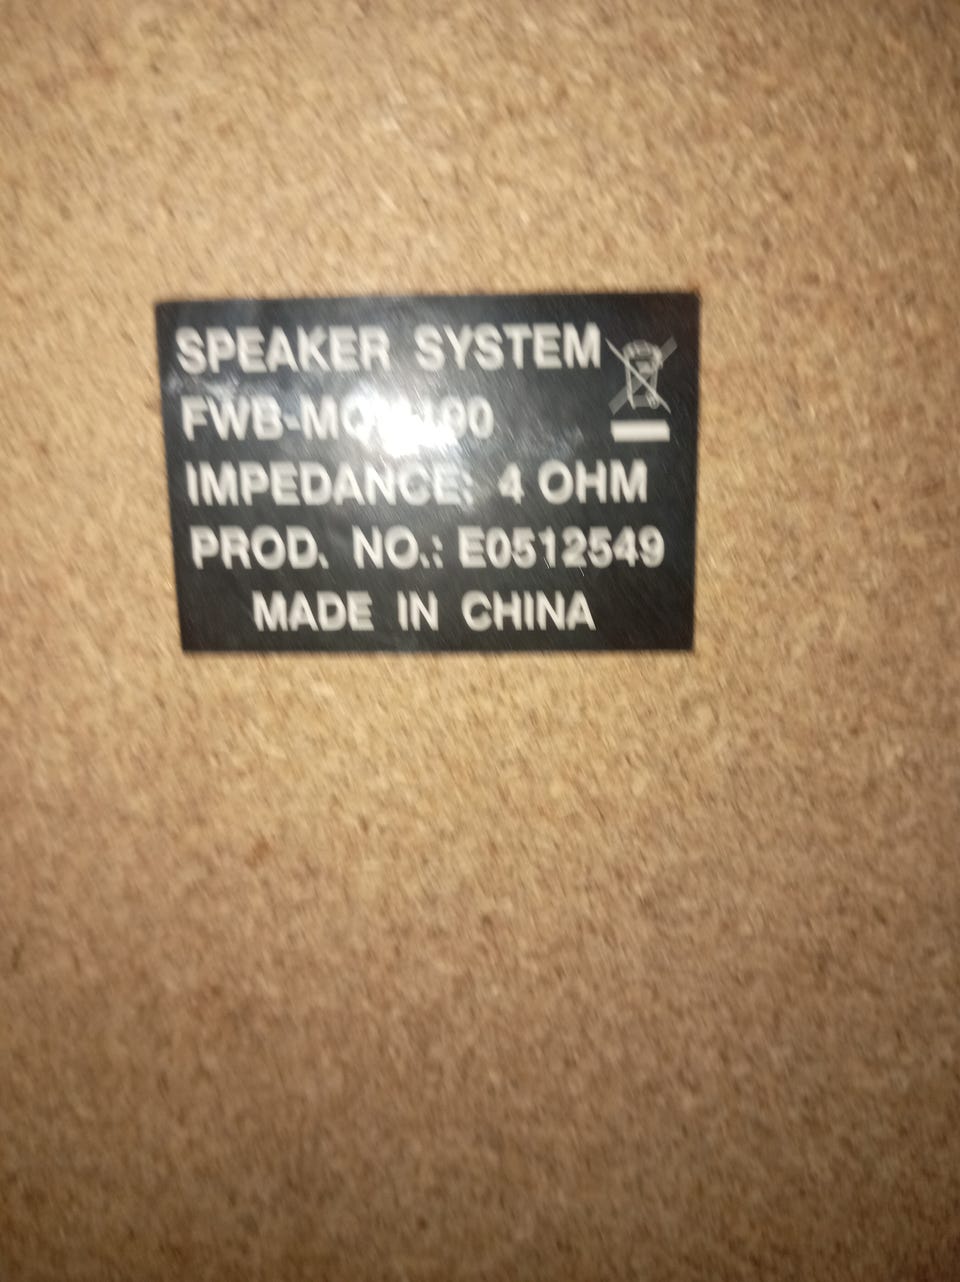 SPEAKER SYSTEM
IMPEDANCE: 4 OHM
PROD. NO.: E0512549
MADE IN CHINA